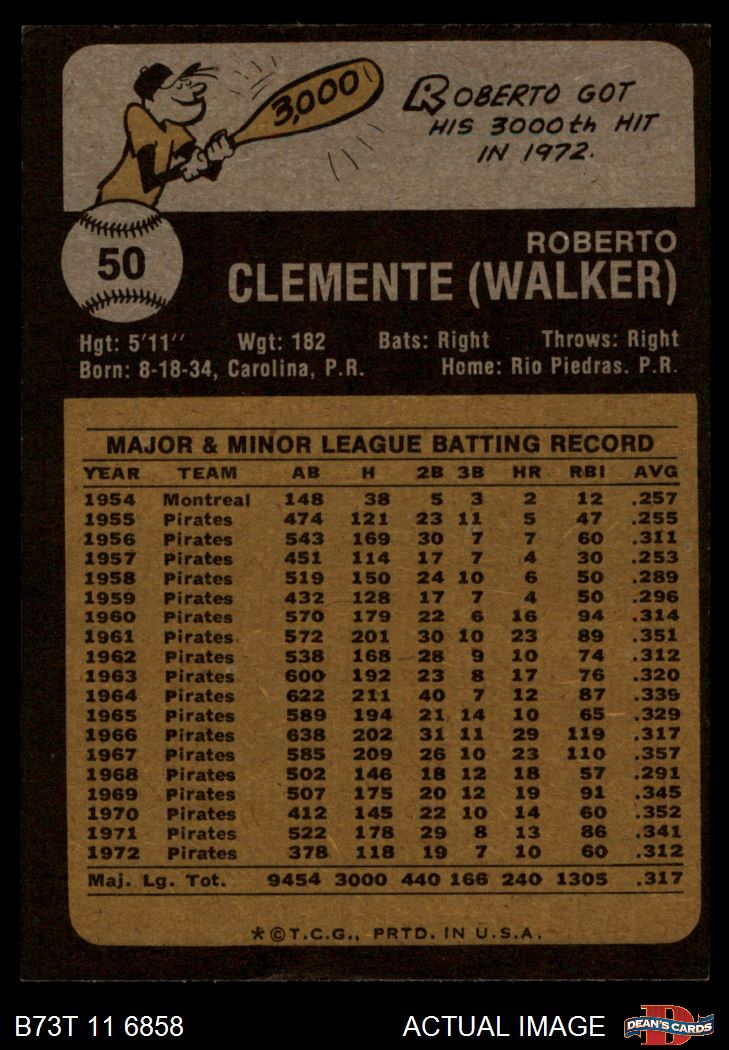 3,000
ROBERTO GOT
HIS 3000th HIT
IN 1972.
50
ROBERTO
CLEMENTE (WALKER)
Hgt: 5'11" Wgt: 182 Bats: Right Throws: Right
Born: 8-18-34, Carolina, P.R. Home: Rio Piedras. P.R.
MAJOR & MINOR LEAGUE BATTING RECORD
YEAR TEAM AB H 2B 3B HR RBI AVG
1954 Montreal 148 38 5 3 2 12 .257
1955 Pirates 474 121 23 11 5 47 .255
1956 Pirates 543 169 30 7 7 60 .311
1957 Pirates 451 114 17 7 4 30 .253
1958 Pirates 519 150 24 10 6 50 .289
1959 Pirates 432 128 17 7 4 50 .296
1960 Pirates 570 179 22 6 16 94 .314
1961 Pirates 572 201 30 10 23 89 .351
1962 Pirates 538 168 28 9 10 74 .312
1963 Pirates 600 192 23 8 17 76 .320
1964 Pirates 622 211 40 7 12 87 .339
1965 Pirates 589 194 21 14 10 65 .329
1966 Pirates 638 202 31 11 29 119 .317
1967 Pirates 585 209 26 10 23 110 .357
1968 Pirates 502 146 18 12 18 57 .291
1969 Pirates 507 175 20 12 19 91 .345
1970 Pirates 412 145 22 10 14 60 .352
1971 Pirates 522 178 29 8 13 86 .341
1972 Pirates 378 118 19 7 10 60 .312
Maj. Lg. Tot. 9454 3000 440 166 240 1305 .317
*©T.C.G., PRTD. IN U.S.A.
B73T 11 6858 ACTUAL IMAGE D DEAN'S CARDS